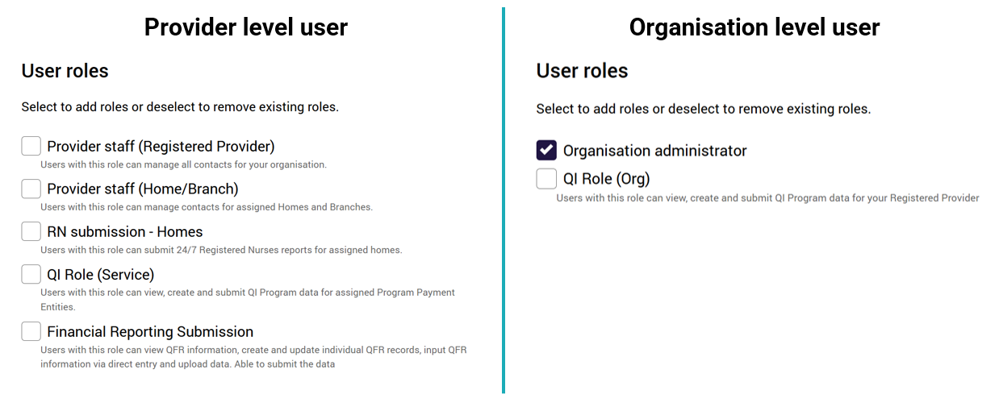 Provider level user
User roles
Select to add roles or deselect to remove existing roles.
Provider staff (Registered Provider)
Users with this role can manage all contacts for your organisation.
Provider staff (Home/Branch)
Users with this role can manage contacts for assigned Homes and Branches.
RN submission - Homes
Users with this role can submit 24/7 Registered Nurses reports for assigned homes.
QI Role (Service)
Users with this role can view, create and submit QI Program data for assigned Program Payment
Entities.
Financial Reporting Submission
Users with this role can view QFR information, create and update individual QFR records, input QFR
information via direct entry and upload data. Able to submit the data
Organisation level user
User roles
Select to add roles or deselect to remove existing roles.
Organisation administrator
QI Role (Org)
Users with this role can view, create and submit QI Program data for your Registered Provider